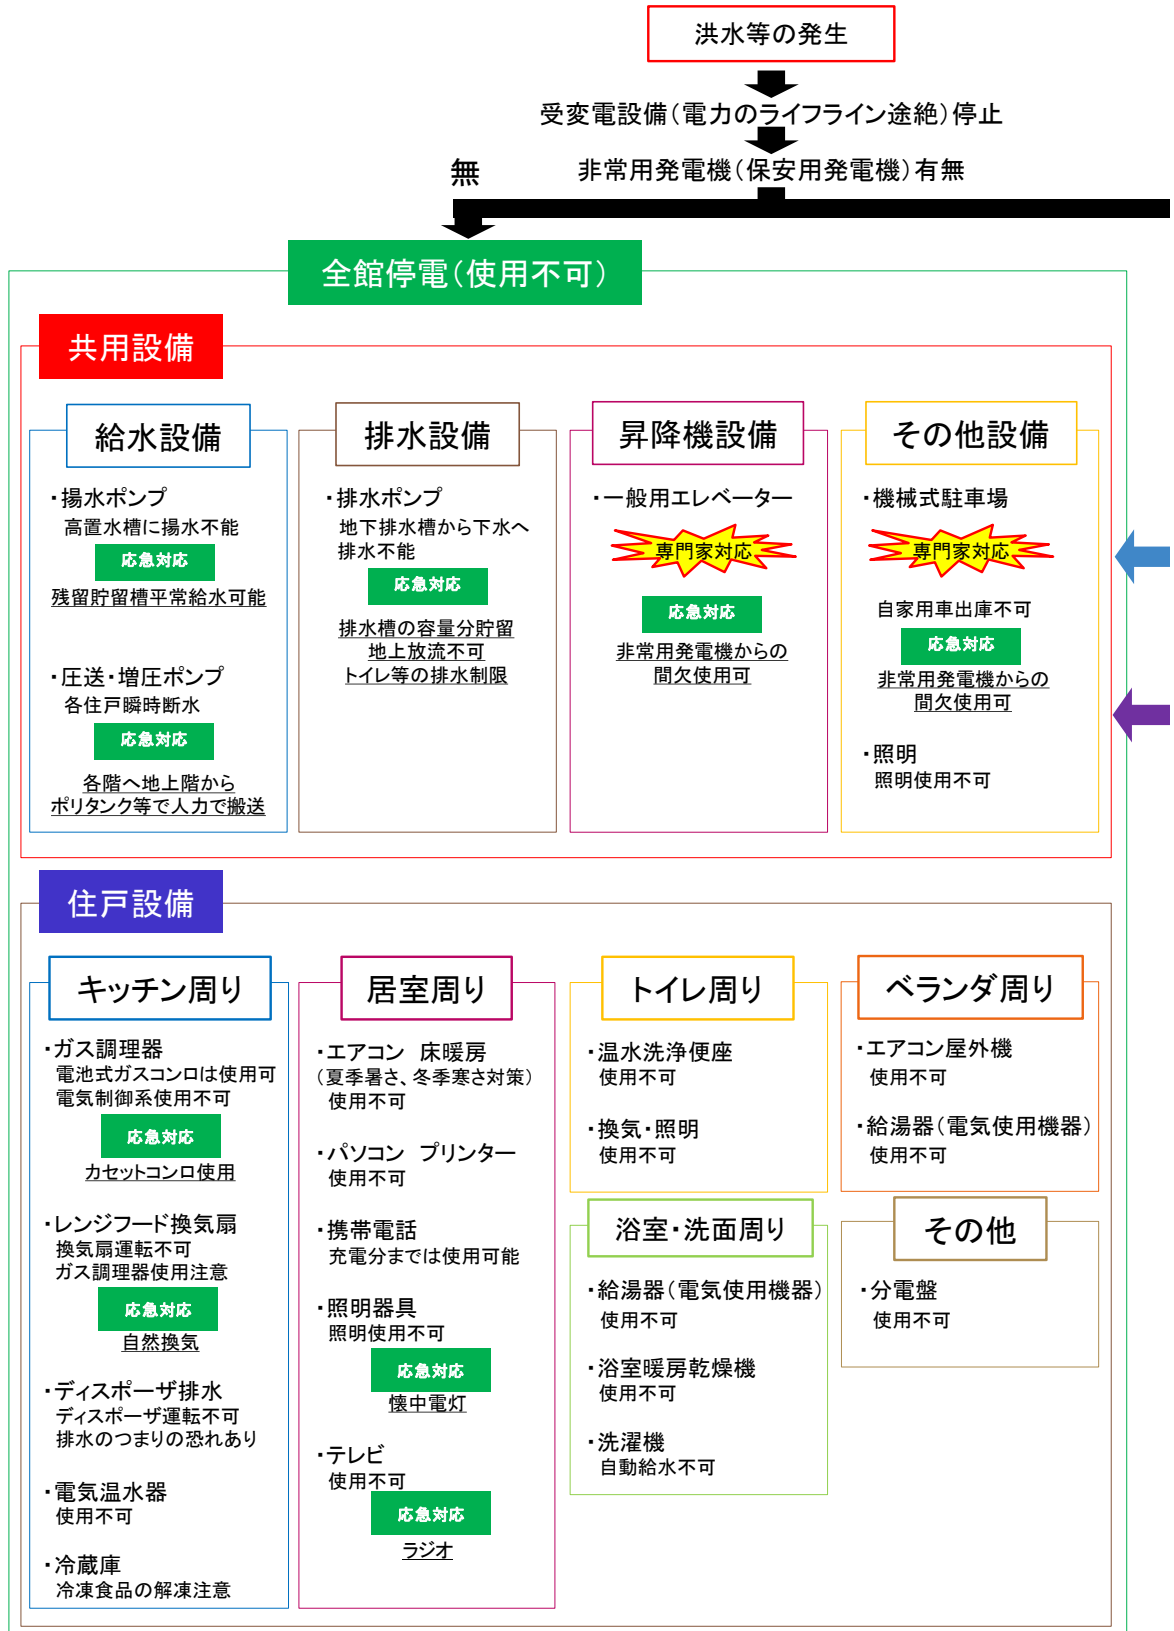 洪水等の発生
受変電設備(電力のライフライン途絶)停止
非常用発電機(保安用発電機)有無
無
全館停電(使用不可)
共用設備
給水設備
・揚水ポンプ
高置水槽に揚水不能
応急対応
残留貯留槽平常給水可能
・圧送・増圧ポンプ
各住戸瞬時断水
応急対応
各階へ地上階から
ポリタンク等で人力で搬送
排水設備
・排水ポンプ
地下排水槽から下水へ
排水不能
応急対応
排水槽の容量分貯留
地上放流不可
トイレ等の排水制限
昇降機設備
・一般用エレベーター
専門家対応
応急対応
非常用発電機からの
間欠使用可
その他設備
・機械式駐車場
専門家対応
自家用車出庫不可
応急対応
非常用発電機からの
間欠使用可
・照明
照明使用不可
住戸設備
キッチン周り
・ガス調理器
電池式ガスコンロは使用可
電気制御系使用不可
応急対応
カセットコンロ使用
・レンジフード換気扇
換気扇運転不可
ガス調理器使用注意
応急対応
自然換気
・ディスポーザ排水
ディスポーザ運転不可
排水のつまりの恐れあり
・電気温水器
使用不可
・冷蔵庫
冷凍食品の解凍注意
居室周り
・エアコン 床暖房
(夏季暑さ、冬季寒さ対策)
使用不可
・パソコン プリンター
使用不可
・携帯電話
充電分までは使用可能
・照明器具
照明使用不可
応急対応
懐中電灯
・テレビ
使用不可
応急対応
ラジオ
トイレ周り
・温水洗浄便座
使用不可
・換気・照明
使用不可
浴室・洗面周り
・給湯器(電気使用機器)
使用不可
・浴室暖房乾燥機
使用不可
・洗濯機
自動給水不可
ベランダ周り
・エアコン屋外機
使用不可
・給湯器(電気使用機器)
使用不可
その他
・分電盤
使用不可